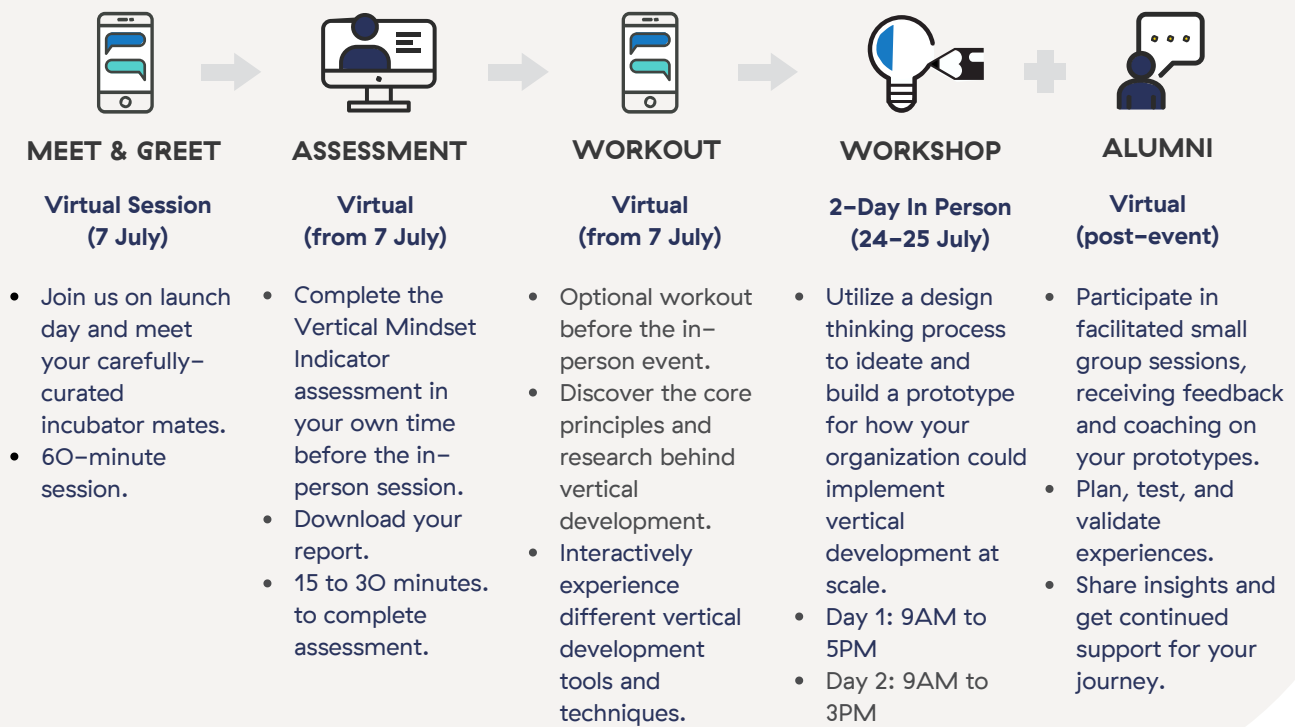 MEET & GREET
Virtual Session
(7 July)
• Join us on launch
day and meet
your carefully-
curated
incubator mates.
• 60-minute
session.
ASSESSMENT
Virtual
(from 7 July)
• Complete the
Vertical Mindset
Indicator
assessment in
your own time
before the in-
person session.
• Download your
report.
• 15 to 30 minutes.
to complete
assessment.
WORKOUT
Virtual
(from 7 July)
• Optional workout
before the in-
person event.
• Discover the core
principles and
research behind
vertical
development.
• Interactively
experience
different vertical
development
tools and
techniques.
WORKSHOP
2-Day In Person
(24-25 July)
• Utilize a design
thinking process
to ideate and
build a prototype
for how your
organization could
implement
vertical
development at
scale.
• Day 1: 9AM to
5PM
• Day 2: 9AM to
3PM
ALUMNI
Virtual
(post-event)
• Participate in
facilitated small
group sessions,
receiving feedback
and coaching on
your prototypes.
• Plan, test, and
validate
experiences.
• Share insights and
get continued
support for your
journey.